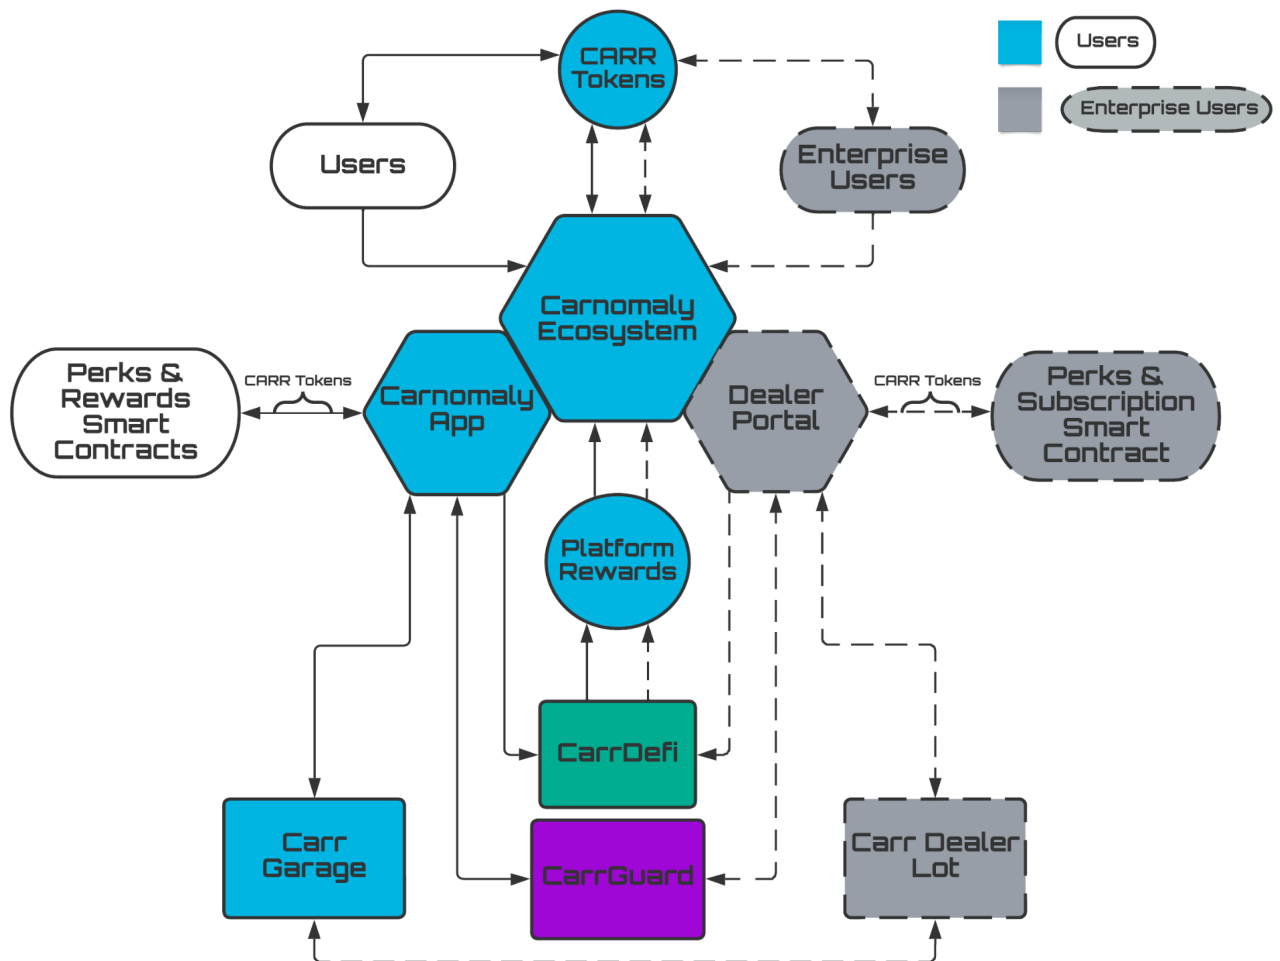 CARR
Tokens
Users
Enterprise Users
Users
Enterprise
Users
Carnomaly
Ecosystem
Perks &
Rewards
Smart
Contracts
CARR Tokens
Carnomaly
App
Dealer
Portal
CARR Tokens
Perks &
Subscription
Smart
Contract
Platform
Rewards
CarrDefi
Carr
Garage
CarrGuard
Carr Dealer
Lot